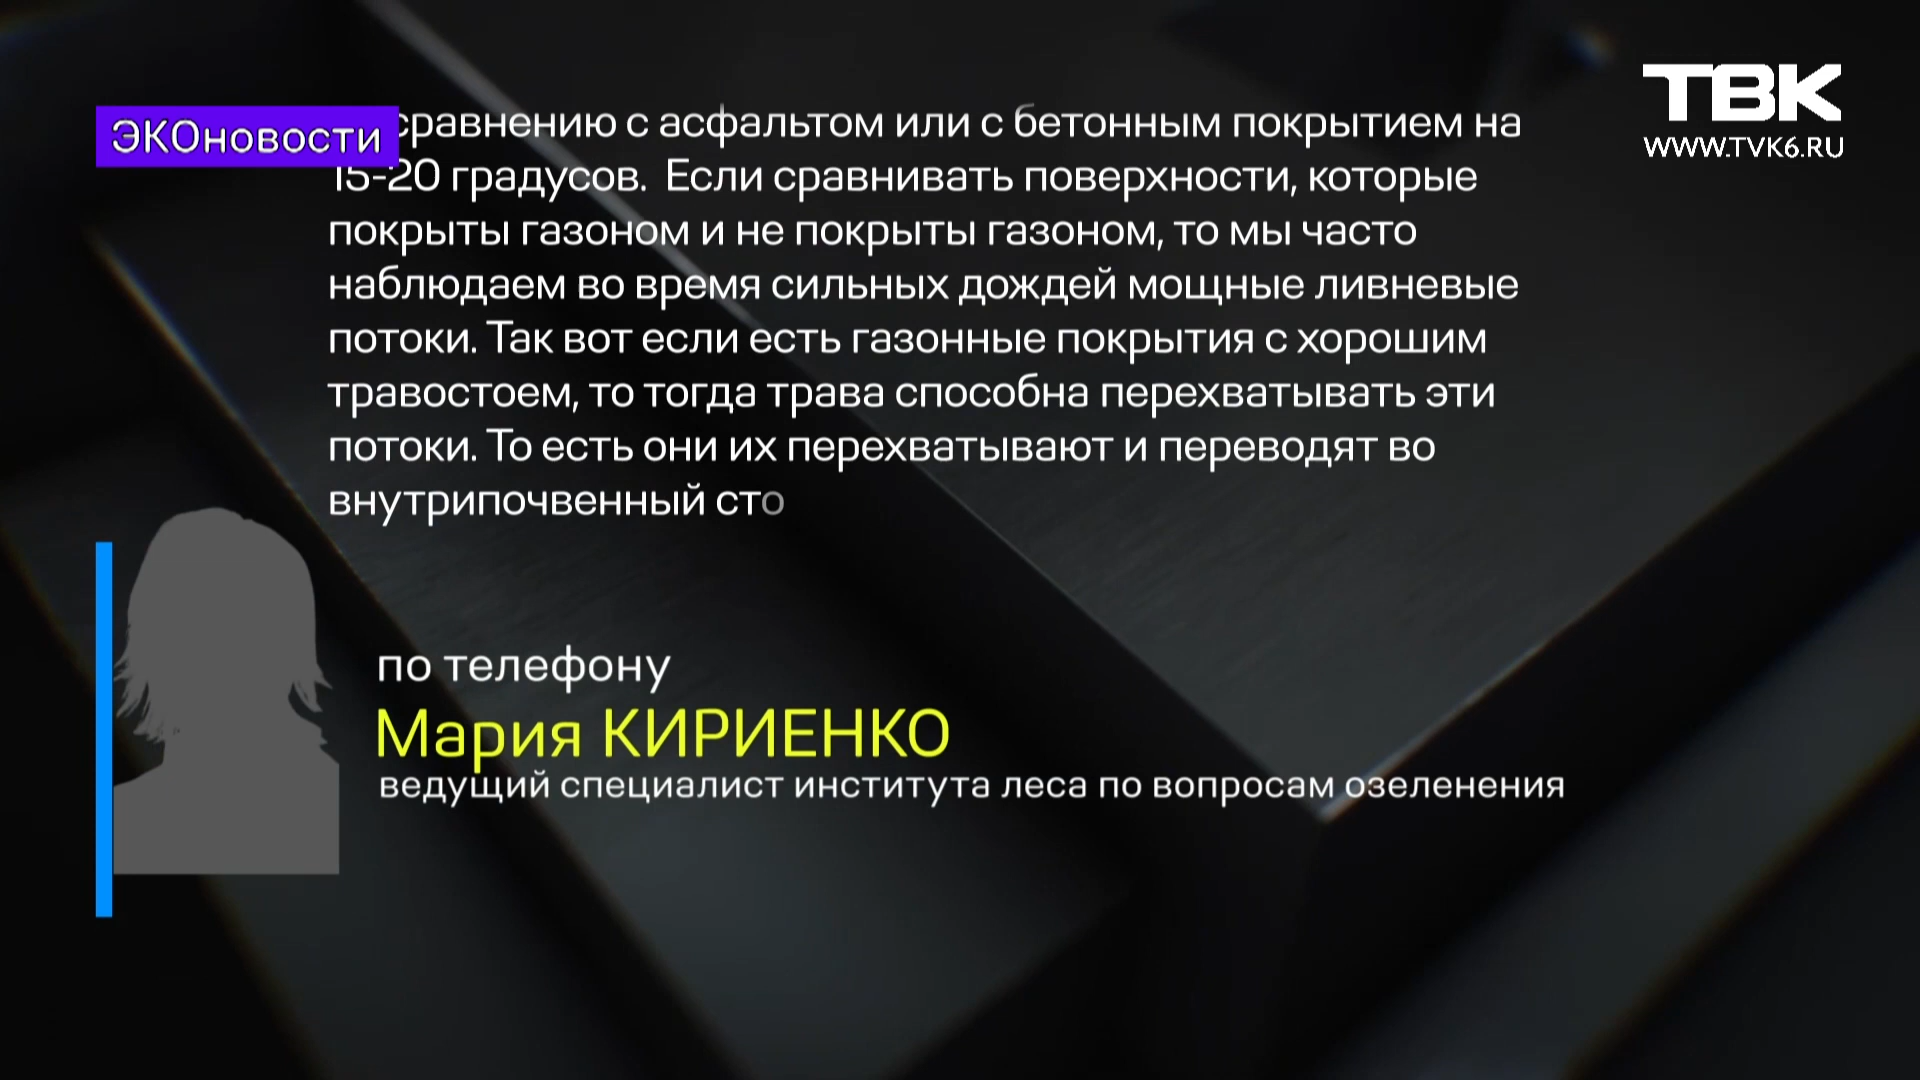 ТВК
WWW.TVK6.RU
ЭКОновости
сравнению с асфальтом или с бетонным покрытием на
15-20 градусов. Если сравнивать поверхности, которые
покрыты газоном и не покрыты газоном, то мы часто
наблюдаем во время сильных дождей мощные ливневые
потоки. Так вот если есть газонные покрытия с хорошим
травостоем, то тогда трава способна перехватывать эти
потоки. То есть они их перехватывают и переводят во
внутрипочвенный сто
по телефону
Мария КИРИЕНКО
ведущий специалист института леса по вопросам озеленения